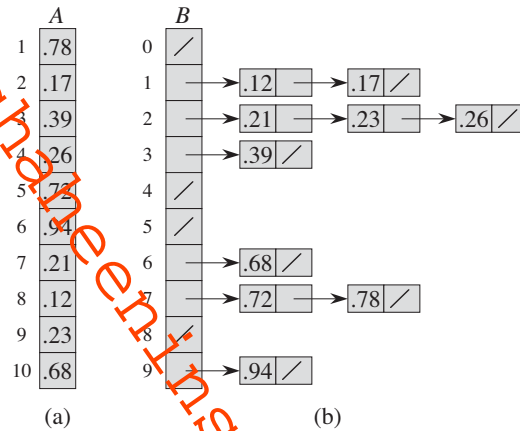 A B
1 .78 0 /
2 .17 1 .12 .17 /
3 .39 2 .21 .23 .26 /
4 .26 3 .39 /
5 .72 4 /
6 .94 5 /
7 .21 6 .68 /
8 .12 7 .72 .78 /
9 .23 8 /
10 .68 9 .94 /
(a) (b)
haheenins